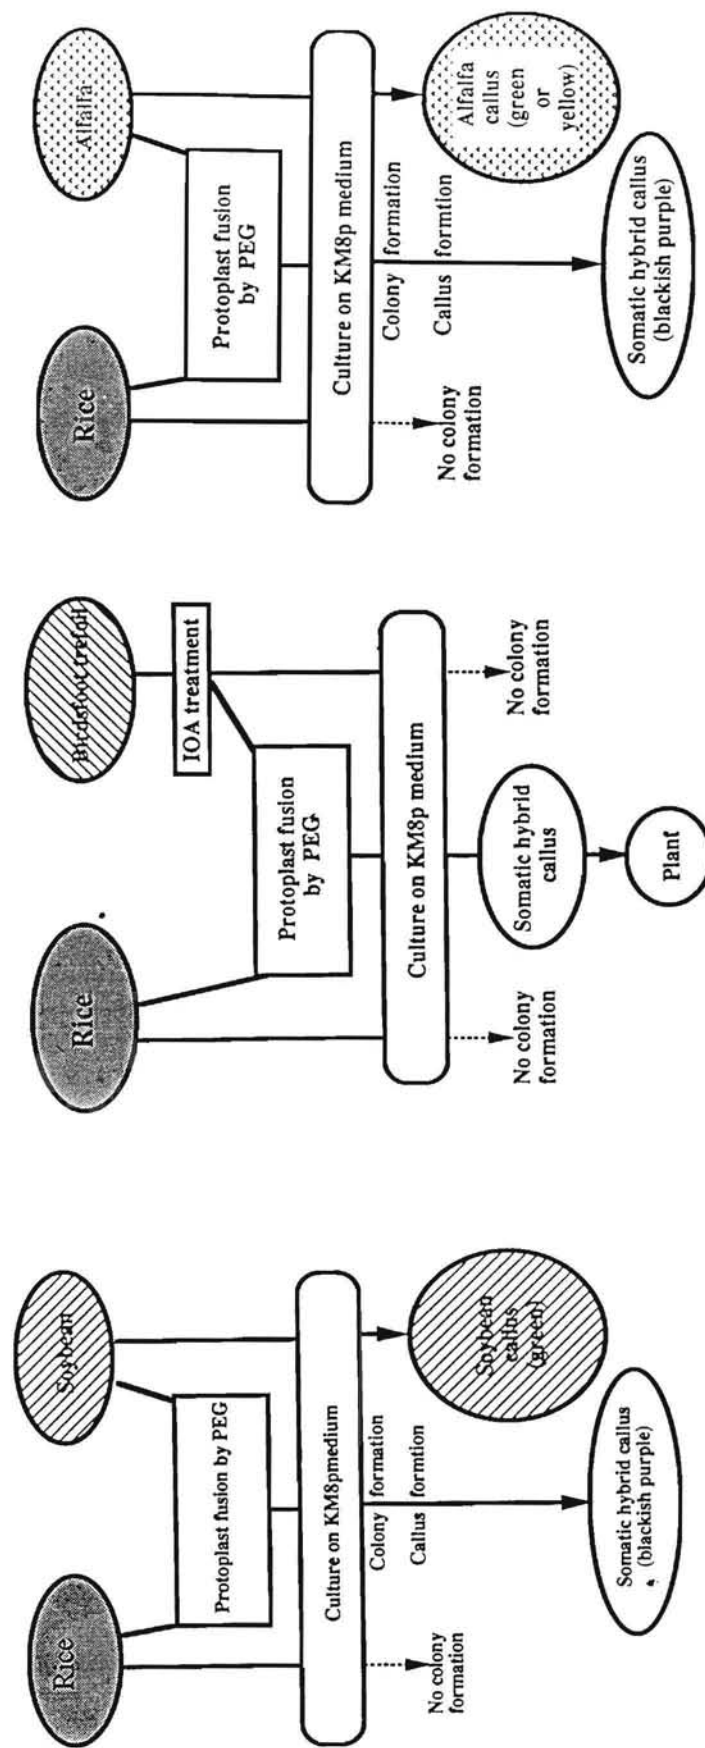 Rice
Soybean
Protoplast fusion by PEG
Culture on KM8pmedium
No colony
formation
Colony formation
Callus formtion
Soybean
callus
(green)
Somatic hybrid callus
(blackish purple)
Rice
Birdsfoot trefoil
IOA treatment
Protoplast fusion
by PEG
Culture on KM8p medium
No colony
formation
Somatic hybrid
callus
No colony
formation
Plant
Rice
Alfalfa
Protoplast fusion
by PEG
Culture on KM8p medium
No colony
formation
Colony formation
Callus formtion
Alfalfa
callus
(green
or
yellow)
Somatic hybrid callus
(blackish purple)